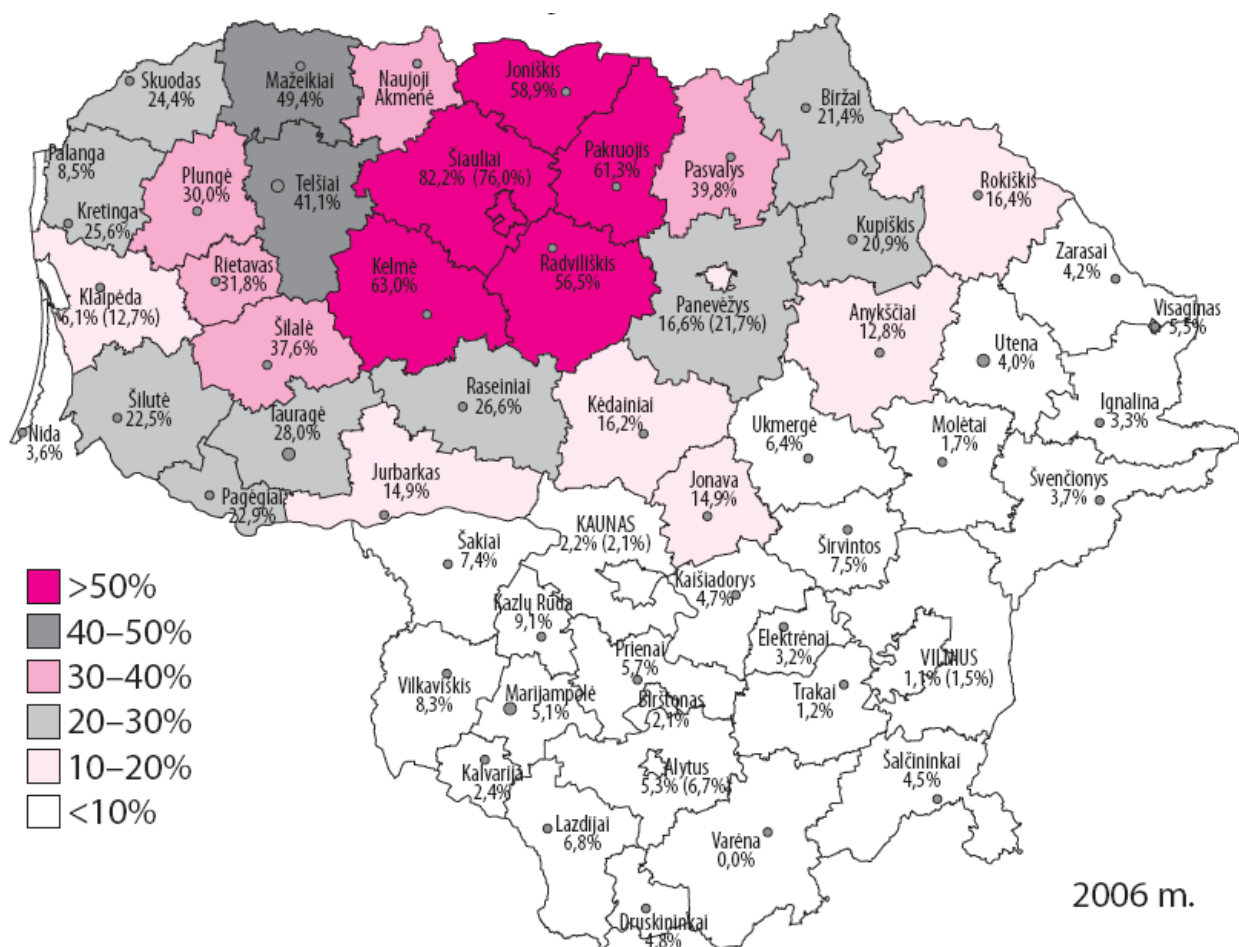 Skuodas
24,4%
Mažeikiai
49,4%
Naujoji
Akmenė
Joniškis
58,9%
Biržai
21,4%
Palanga
8,5%
Plungė
30,0%
Telšiai
41,1%
Šiauliai
82,2% (76,0%)
Pakruojis
61,3%
Pasvalys
39,8%
Rokiškis
16,4%
Kretinga
25,6%
Kupiškis
20,9%
Zarasai
4,2%
Rietavas
31,8%
Kelmė
63,0%
Radviliškis
56,5%
Klaipėda
6,1% (12,7%)
Panevėžys
16,6% (21,7%)
Anykščiai
12,8%
Visaginas
5,5%
Utena
4,0%
Šilalė
37,6%
Raseiniai
26,6%
Kėdainiai
16,2%
Šilutė
22,5%
Tauragė
28,0%
Ukmergė
6,4%
Molėtai
1,7%
Ignalina
3,3%
Nida
3,6%
Jurbarkas
14,9%
Jonava
14,9%
Švenčionys
3,7%
Pagėgiai
22,9%
KAUNAS
2,2% (2,1%)
Šakiai
7,4%
Širvintos
7,5%
Kaišiadorys
4,7%
Kazlų Rūda
9,1%
Elektrėnai
3,2%
Prienai
5,7%
VILNIUS
1,1% (1,5%)
Vilkaviškis
8,3%
Marijampolė
5,1%
Birštonas
2,1%
Trakai
1,2%
Kalvarija
2,4%
Alytus
5,3% (6,7%)
Šalčininkai
4,5%
Lazdijai
6,8%
Varėna
0,0%
Druskininkai
4,8%
>50%
40–50%
30–40%
20–30%
10–20%
<10%
2006 m.